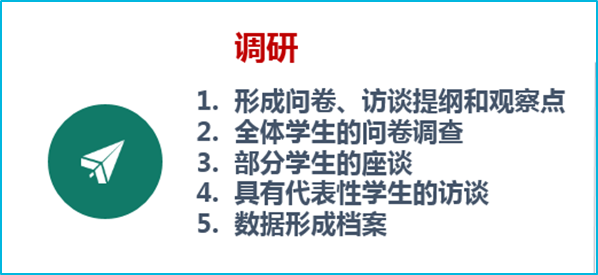 调研
1. 形成问卷、访谈提纲和观察点
2. 全体学生的问卷调查
3. 部分学生的座谈
4. 具有代表性学生的访谈
5. 数据形成档案